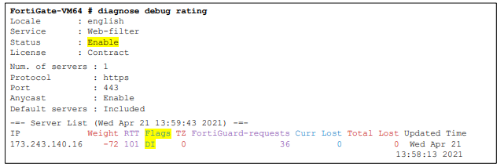 FortiGate-VM64 # diagnose debug rating
Locale : english
Service : Web-filter
Status : Enable
License : Contract
Num. of servers : 1
Protocol : https
Port : 443
Anycast : Enable
Default servers : Included
-=- Server List (Wed Apr 21 13:59:43 2021) -=-
IP Weight RTT Flags TZ FortiGuard-requests Curr Lost Total Lost Updated Time
173.243.140.16 -72 101 DI 0 36 0 0 Wed Apr 21
13:58:13 2021